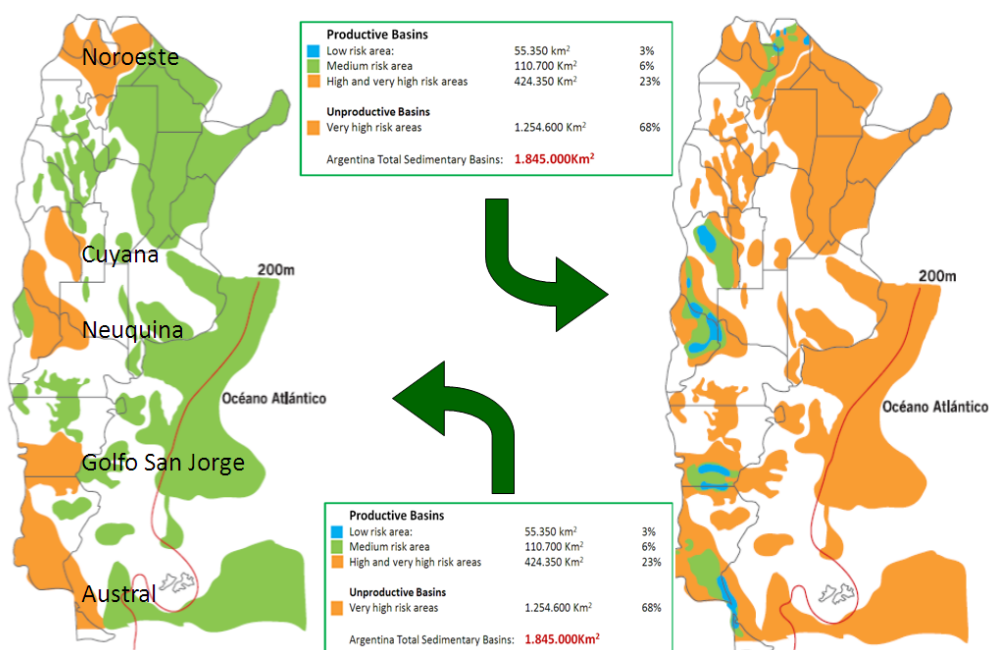 Noroeste
Cuyana
Neuquina
Golfo San Jorge
Austral
200m
Océano Atlántico
Productive Basins
Low risk area: 55.350 km² 3%
Medium risk area 110.700 Km² 6%
High and very high risk areas 424.350 Km² 23%
Unproductive Basins
Very high risk areas 1.254.600 Km² 68%
Argentina Total Sedimentary Basins: 1.845.000Km²
200m
Océano Atlántico
Productive Basins
Low risk area: 55.350 km² 3%
Medium risk area 110.700 Km² 6%
High and very high risk areas 424.350 Km² 23%
Unproductive Basins
Very high risk areas 1.254.600 Km² 68%
Argentina Total Sedimentary Basins: 1.845.000Km²